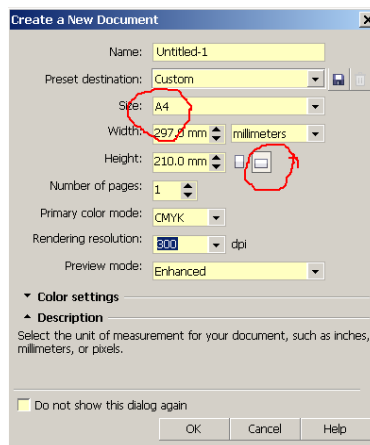 Create a New Document
Name: Untitled-1
Preset destination: Custom
Size: A4
Width: 297.0 mm millimeters
Height: 210.0 mm
Number of pages: 1
Primary color mode: CMYK
Rendering resolution: 300 dpi
Preview mode: Enhanced
Color settings
Description
Select the unit of measurement for your document, such as inches,
millimeters, or pixels.
Do not show this dialog again
OK Cancel Help